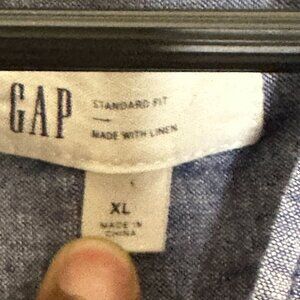 GAP
STANDARD FIT
MADE WITH LINEN
XL
MADE IN
CHINA